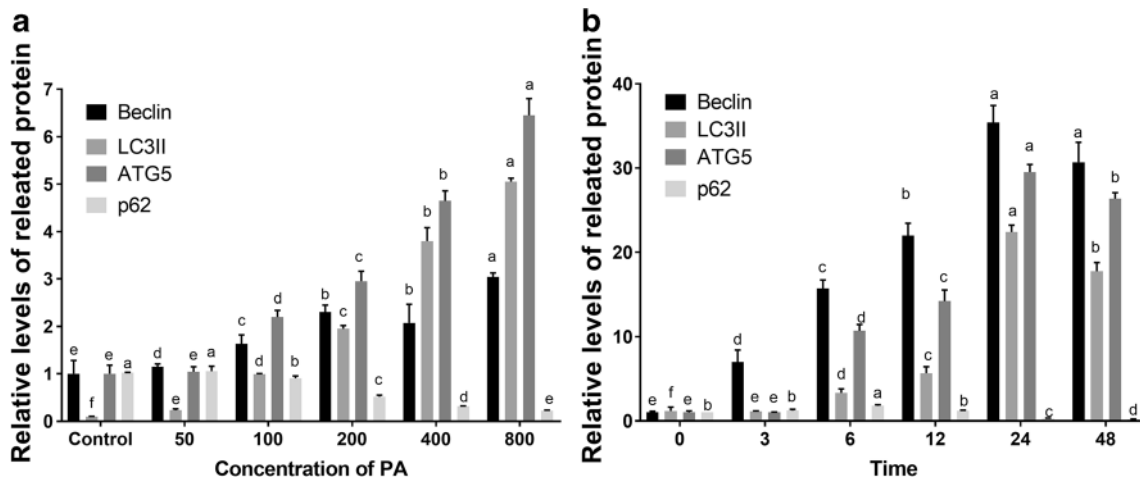 a
Relative levels of releated protein
7
6
5
4
3
2
1
0
Beclin
LC3II
ATG5
p62
e f e a
d e e a
c d d b
b d c c
b b b d
a a a e
Control 50 100 200 400 800
Concentration of PA
b
Relative levels of releated protein
40
30
20
10
0
Beclin
LC3II
ATG5
p62
e f e b
d e e b
c d d a
b c c b
a a a c
a b b d
0 3 6 12 24 48
Time